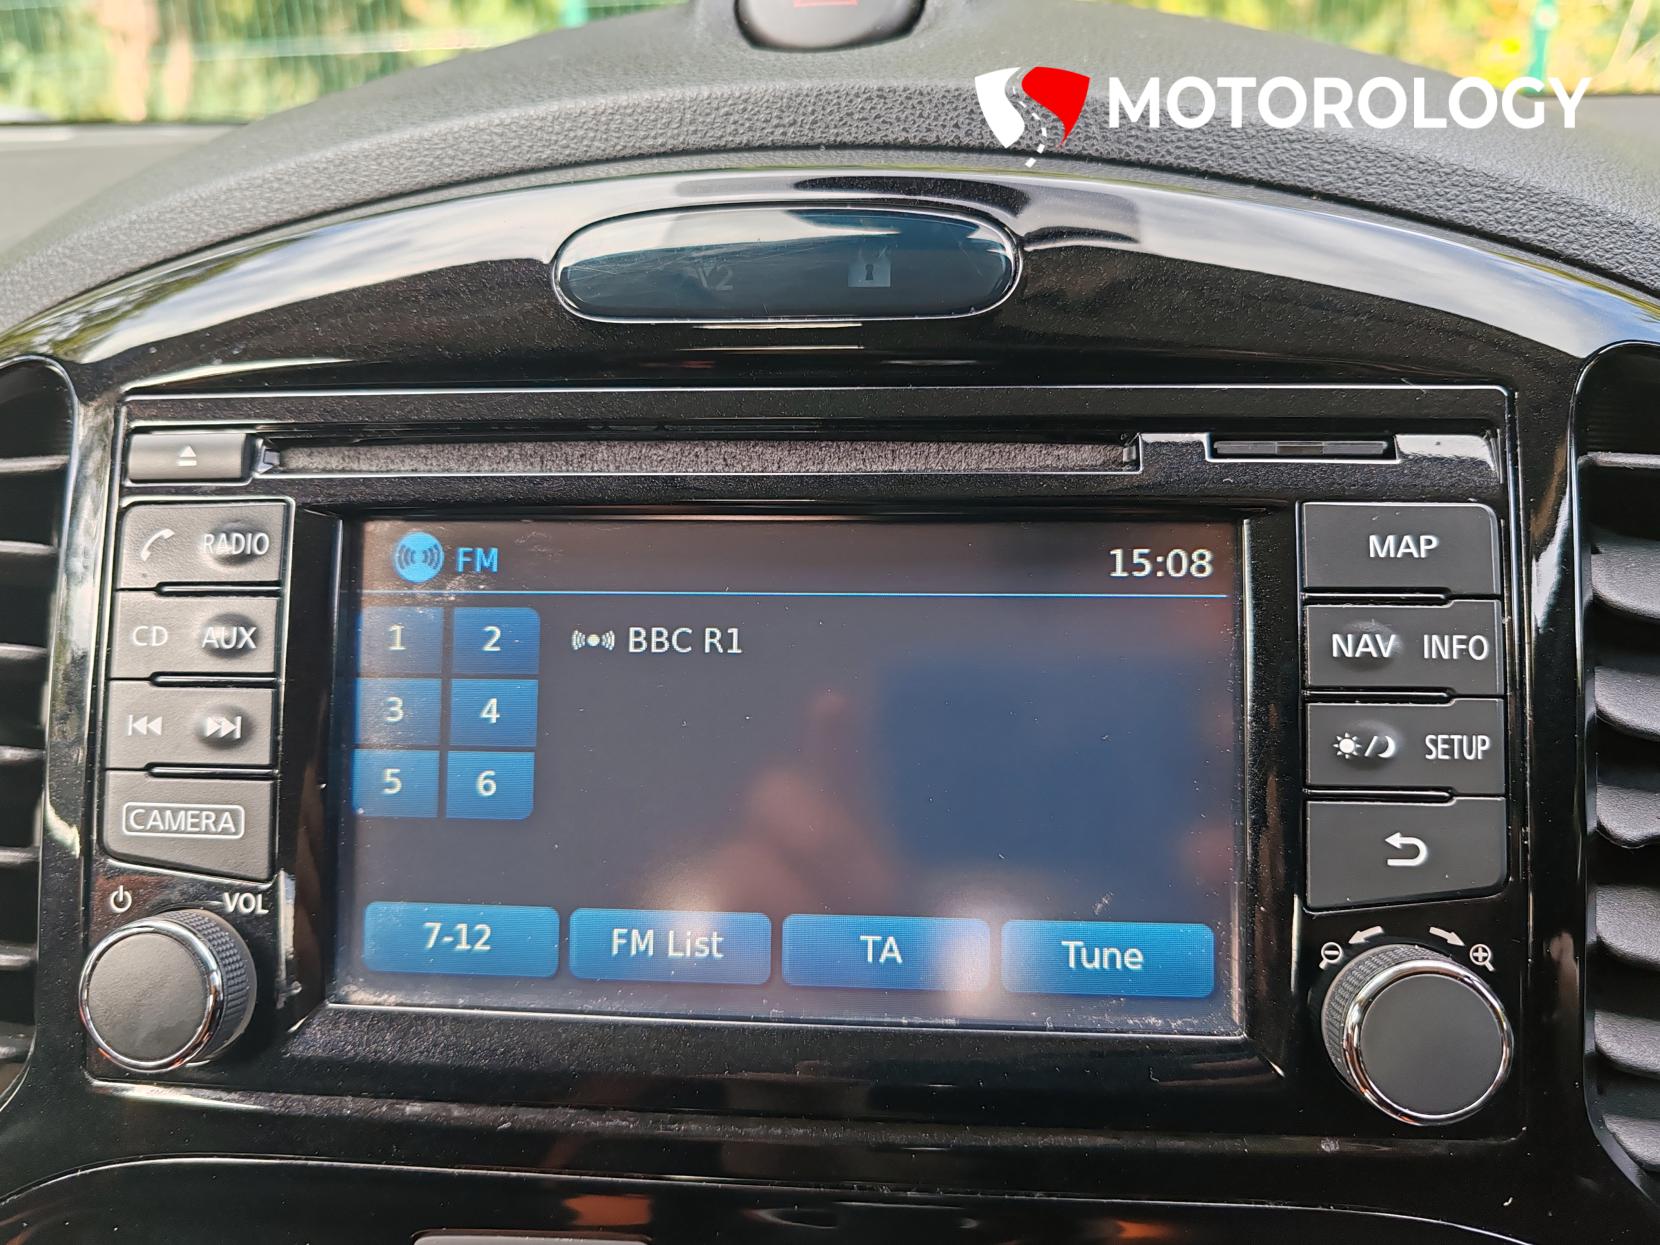 MOTOROLOGY
FM 15:08
RADIO
MAP
1 2 BBC R1
CD AUX
NAV INFO
3 4
SETUP
5 6
CAMERA
VOL
7-12 FM List TA Tune